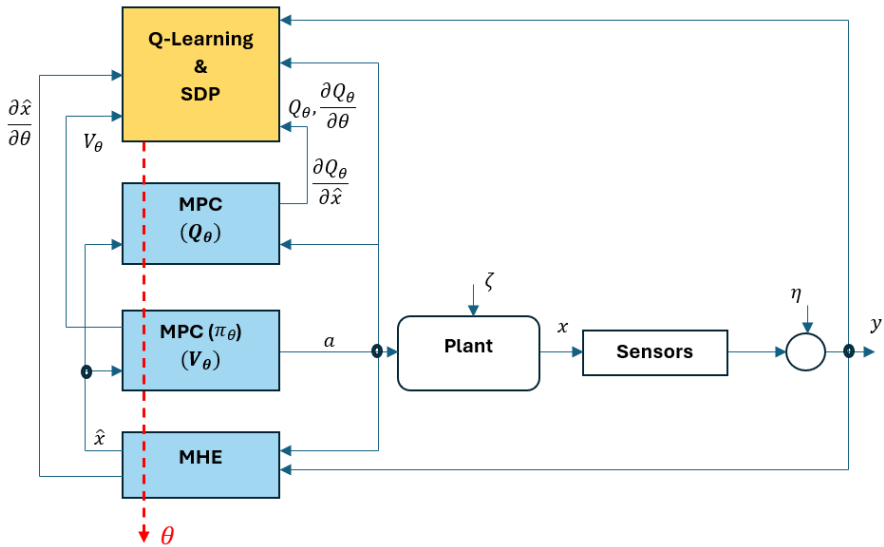 Q-Learning
&
SDP
∂x̂/∂θ
V_θ
Q_θ, ∂Q_θ/∂θ
∂Q_θ/∂x̂
MPC
(Q_θ)
MPC (π_θ)
(V_θ)
a
ζ
Plant
x
Sensors
η
y
x̂
MHE
θ